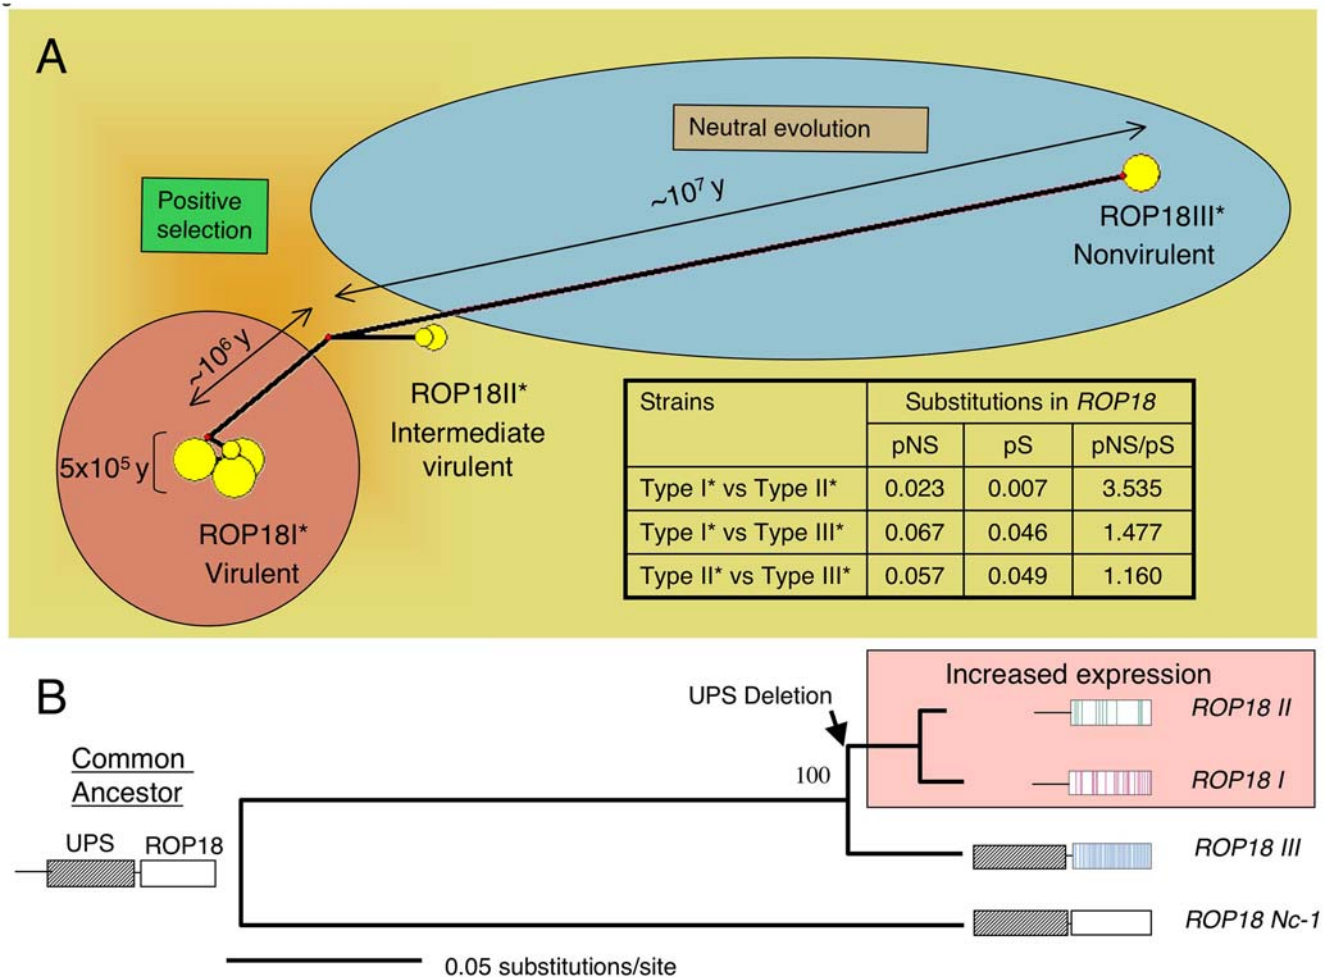 A
Neutral evolution
Positive
selection
~10⁷ y
ROP18III*
Nonvirulent
~10⁶ y
ROP18II*
Intermediate
virulent
5x10⁵ y
ROP18I*
Virulent
Strains Substitutions in ROP18
pNS pS pNS/pS
Type I* vs Type II* 0.023 0.007 3.535
Type I* vs Type III* 0.067 0.046 1.477
Type II* vs Type III* 0.057 0.049 1.160
B
Increased expression
UPS Deletion
ROP18 II
Common
Ancestor
100
ROP18 I
UPS ROP18
ROP18 III
ROP18 Nc-1
0.05 substitutions/site